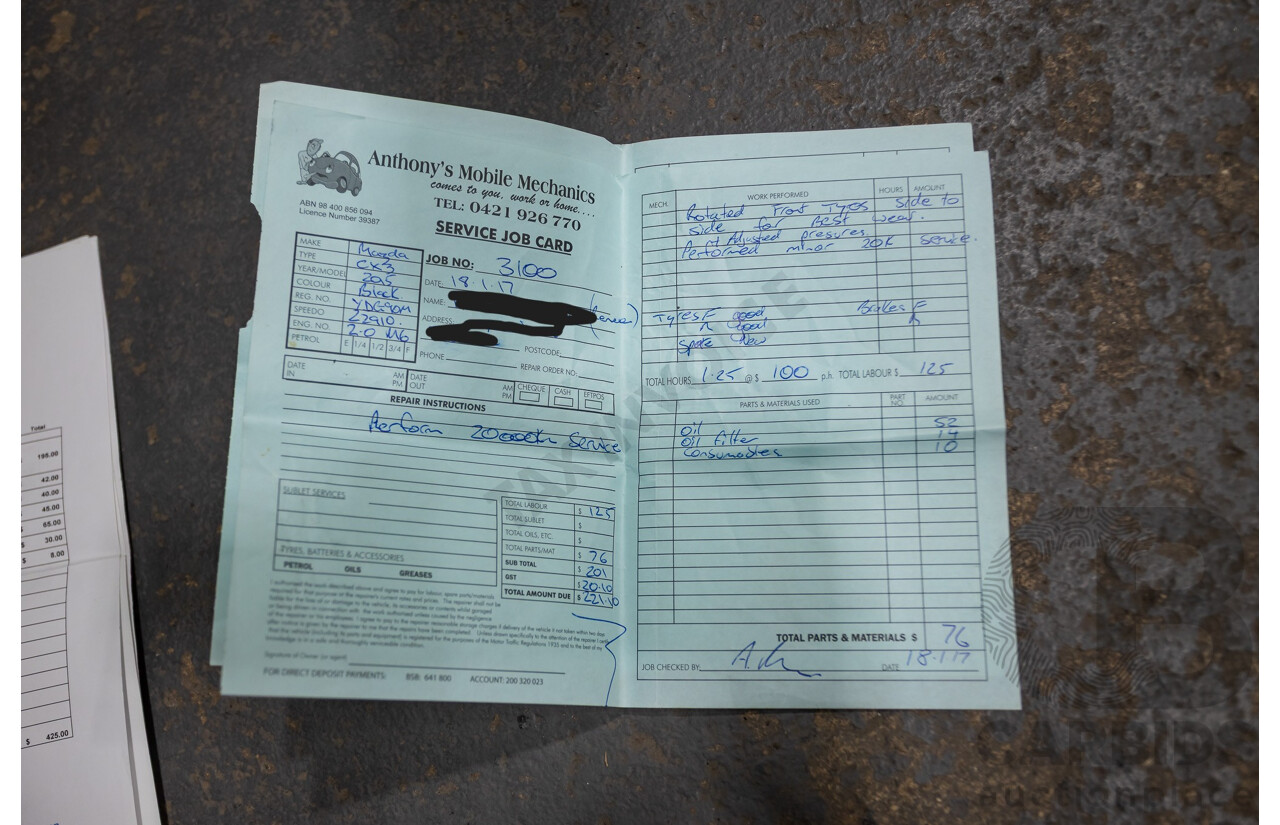 Anthony's Mobile Mechanics
comes to you, work or home....
TEL: 0421 926 770
ABN 98 400 856 094
Licence Number 39387
SERVICE JOB CARD
MAKE Mazda
TYPE CX3
YEAR/MODEL
COLOUR Black
REG. NO.
SPEEDO 22910.
ENG. NO. 2.0
PETROL E 1/4 1/2 3/4 F
JOB NO: 3100
DATE: 18.1.17
NAME:
ADDRESS
POSTCODE:
PHONE REPAIR ORDER NO:
DATE IN AM PM DATE OUT AM PM CHEQUE CASH EFTPOS
REPAIR INSTRUCTIONS
Perform Service
SUBLET SERVICES
TYRES, BATTERIES & ACCESSORIES
PETROL OILS GREASES
TOTAL LABOUR $ 125
TOTAL SUBLET $
TOTAL OILS, ETC. $
TOTAL PARTS/MAT $ 76
SUB TOTAL $ 201
GST $ 20.10
TOTAL AMOUNT DUE $ 221.10
Signature of Owner (or agent)
FOR DIRECT DEPOSIT PAYMENTS: BSB: 641 800 ACCOUNT: 200 320 023
MECH. WORK PERFORMED HOURS AMOUNT
Rotated Front Tyres side to
side for Best wear.
Adjusted presures.
Performed minor 20K service.
Tyres F good Brakes F
R good R
Spare New
TOTAL HOURS 1.25 @ $ 100 p.h. TOTAL LABOUR $ 125
PARTS & MATERIALS USED PART NO. AMOUNT
Oil 52
Oil filter 14
Consumables 10
TOTAL PARTS & MATERIALS $ 76
JOB CHECKED BY: DATE 18.1.17
TAX INVOICE
Total
195.00
42.00
40.00
45.00
65.00
$ 30.00
$ 8.00
$ 425.00